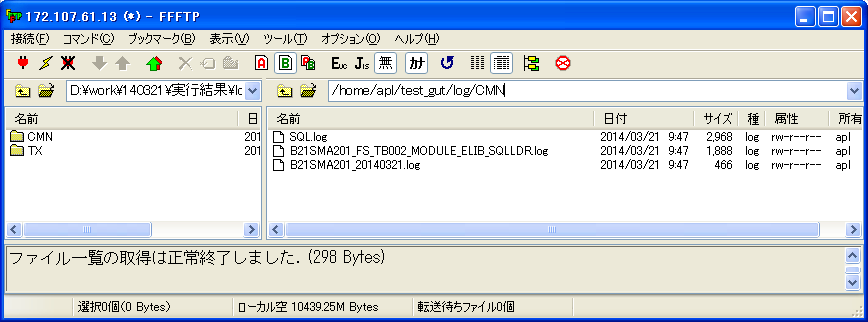 172.107.61.13 (*) - FFFTP
接続(F) コマンド(C) ブックマーク(B) 表示(V) ツール(T) オプション(O) ヘルプ(H)
A B B A EUC JIS 無 カナ
D:¥work¥140321¥実行結果¥lo /home/apl/test_gut/log/CMN
名前 日 名前 日付 サイズ 種 属性 所有
CMN 201 SQL.log 2014/03/21 9:47 2,968 log rw-r--r-- apl
TX 201 B21SMA201_FS_TB002_MODULE_ELIB_SQLLDR.log 2014/03/21 9:47 1,888 log rw-r--r-- apl
B21SMA201_20140321.log 2014/03/21 9:47 466 log rw-r--r-- apl
ファイル一覧の取得は正常終了しました. (298 Bytes)
選択0個(0 Bytes) ローカル空 10439.25M Bytes 転送待ちファイル0個